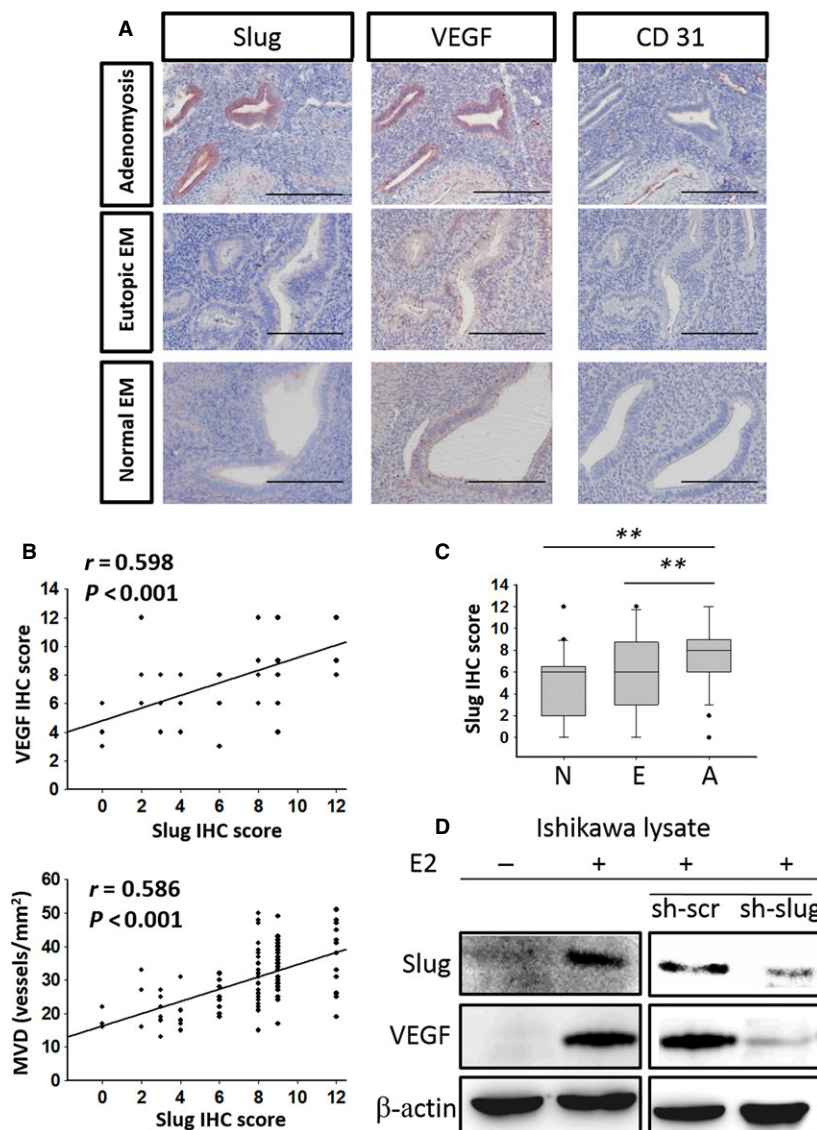 A
Slug
VEGF
CD 31
Adenomyosis
Eutopic EM
Normal EM
B
r = 0.598
P < 0.001
14
12
10
8
6
4
2
0
VEGF IHC score
0 2 4 6 8 10 12
Slug IHC score
r = 0.586
P < 0.001
60
50
40
30
20
10
0
MVD (vessels/mm²)
0 2 4 6 8 10 12
Slug IHC score
C
**
**
14
12
10
8
6
4
2
0
Slug IHC score
N E A
D
Ishikawa lysate
E2 – + + +
sh-scr sh-slug
Slug
VEGF
β-actin